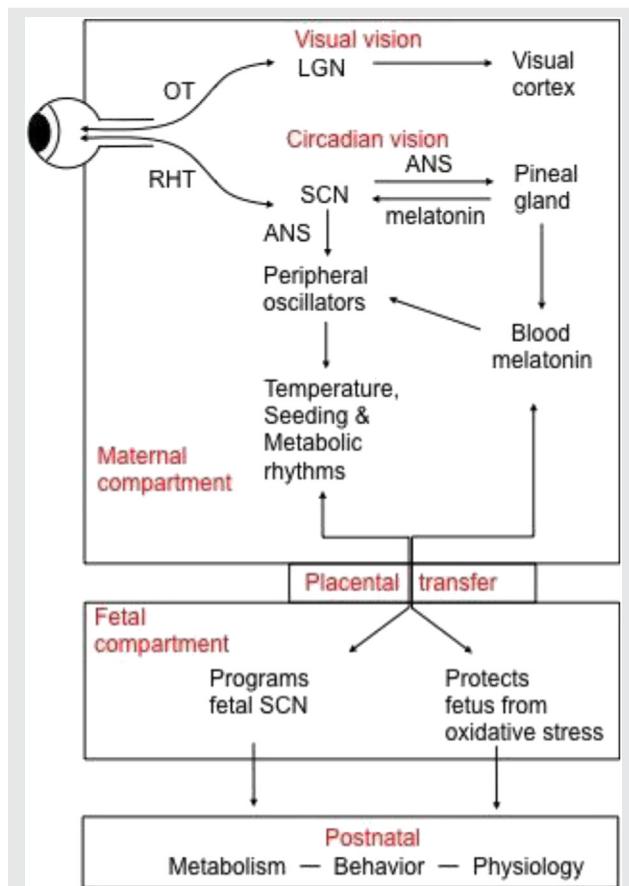 Visual vision
LGN
Visual
cortex
OT
Circadian vision
ANS
RHT
SCN
Pineal
gland
melatonin
ANS
Peripheral
oscillators
Blood
melatonin
Temperature,
Seeding &
Metabolic
rhythms
Maternal
compartment
Placental transfer
Fetal
compartment
Programs
fetal SCN
Protects
fetus from
oxidative stress
Postnatal
Metabolism — Behavior — Physiology